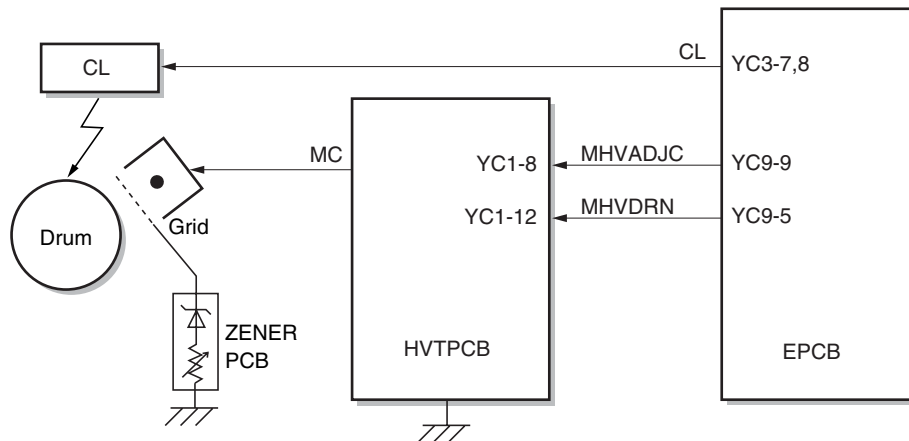 CL
CL
YC3-7,8
MC
YC1-8
MHVADJC
YC9-9
YC1-12
MHVDRN
YC9-5
Grid
Drum
ZENER
PCB
HVTPCB
EPCB